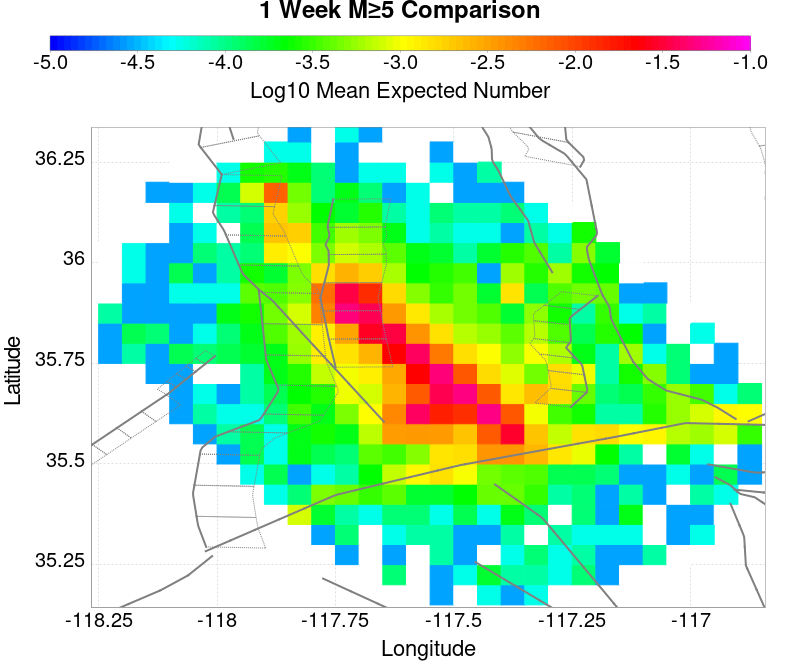 1 Week M≥5 Comparison
-5.0 -4.5 -4.0 -3.5 -3.0 -2.5 -2.0 -1.5 -1.0
Log10 Mean Expected Number
36.25
36
35.75
35.5
35.25
Latitude
-118.25 -118 -117.75 -117.5 -117.25 -117
Longitude